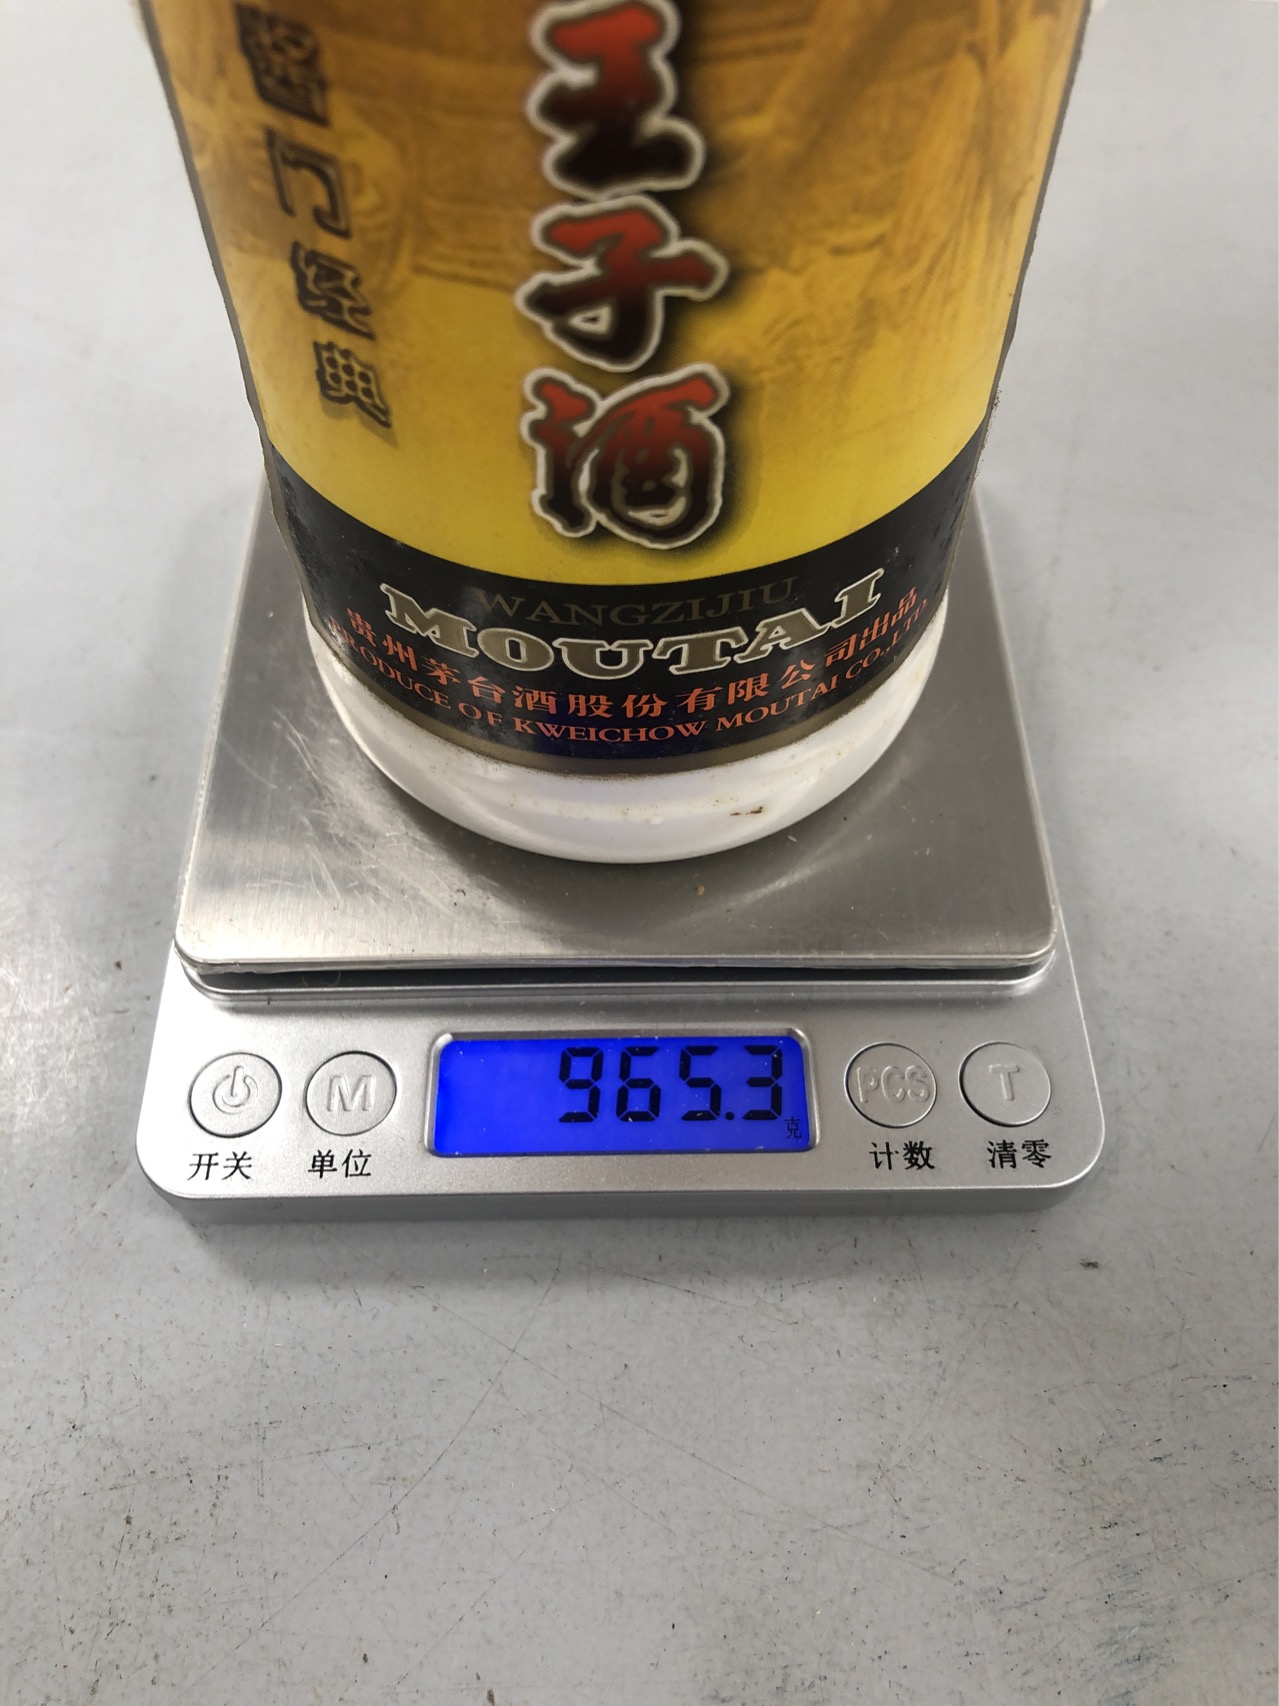 酱门经典
王子酒
WANGZIJIU
MOUTAI
贵州茅台酒股份有限公司出品
PRODUCE OF KWEICHOW MOUTAI CO.,LTD
965.3
克
M
PCS
T
开关
单位
计数
清零